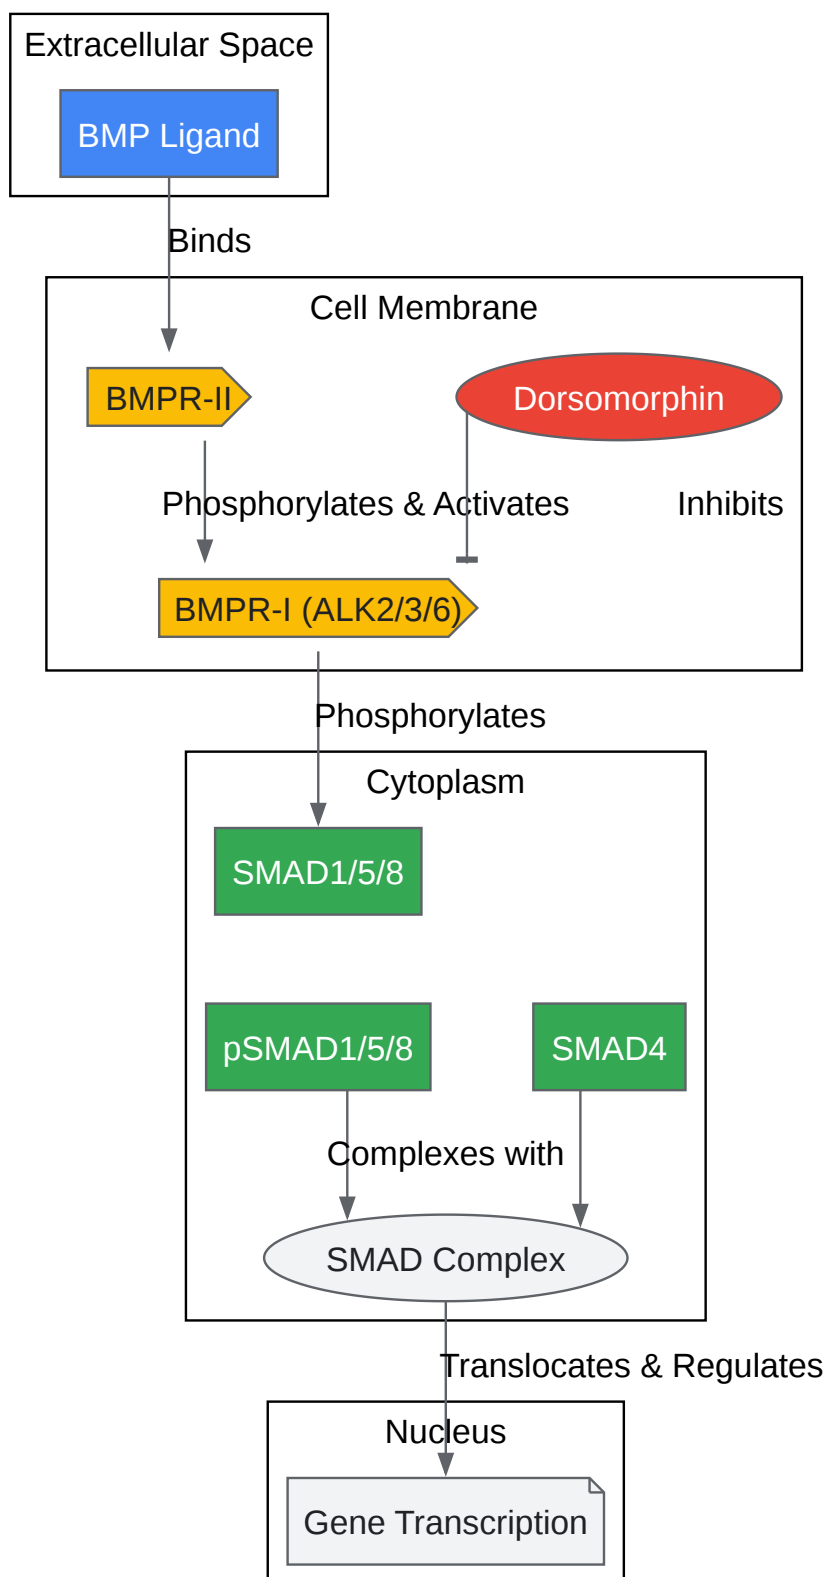 Extracellular Space
BMP Ligand
Binds
Cell Membrane
BMPR-II
Dorsomorphin
Phosphorylates & Activates
Inhibits
BMPR-I (ALK2/3/6)
Phosphorylates
Cytoplasm
SMAD1/5/8
pSMAD1/5/8
SMAD4
Complexes with
SMAD Complex
Translocates & Regulates
Nucleus
Gene Transcription